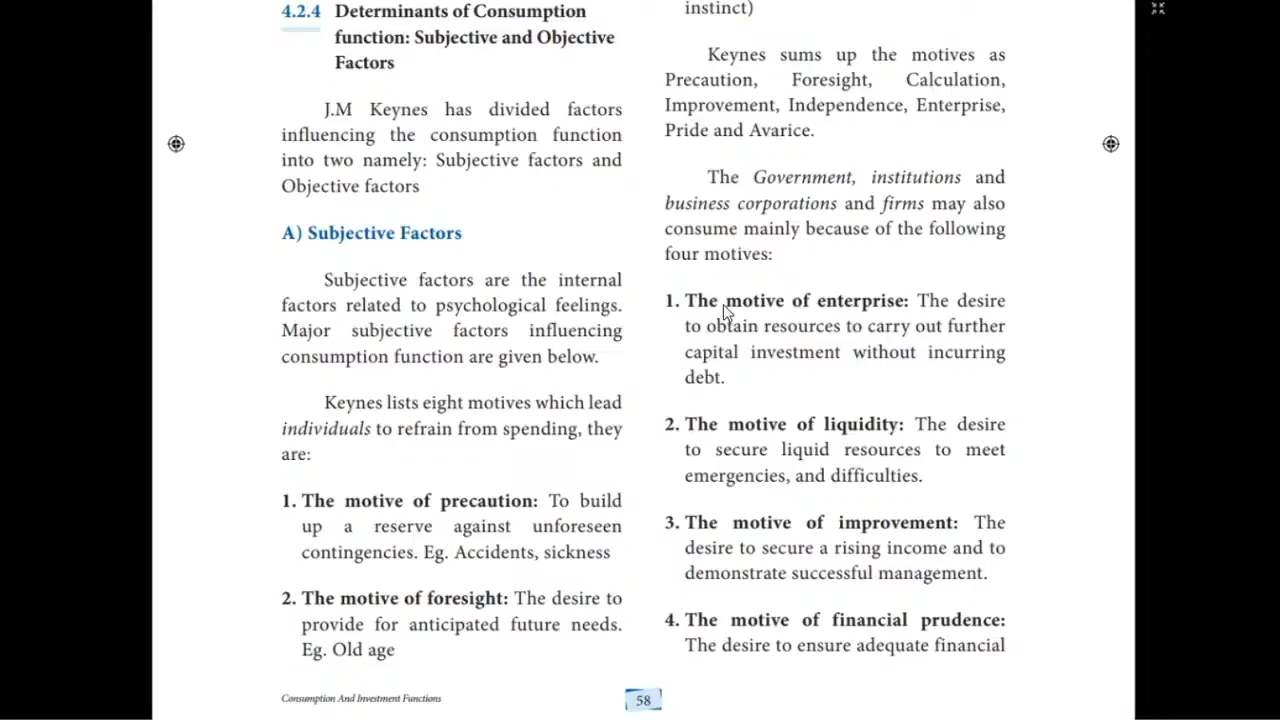 4.2.4 Determinants of Consumption
function: Subjective and Objective
Factors
J.M Keynes has divided factors
influencing the consumption function
into two namely: Subjective factors and
Objective factors
A) Subjective Factors
Subjective factors are the internal
factors related to psychological feelings.
Major subjective factors influencing
consumption function are given below.
Keynes lists eight motives which lead
individuals to refrain from spending, they
are:
1. The motive of precaution: To build
up a reserve against unforeseen
contingencies. Eg. Accidents, sickness
2. The motive of foresight: The desire to
provide for anticipated future needs.
Eg. Old age
instinct)
Keynes sums up the motives as
Precaution, Foresight, Calculation,
Improvement, Independence, Enterprise,
Pride and Avarice.
The Government, institutions and
business corporations and firms may also
consume mainly because of the following
four motives:
1. The motive of enterprise: The desire
to obtain resources to carry out further
capital investment without incurring
debt.
2. The motive of liquidity: The desire
to secure liquid resources to meet
emergencies, and difficulties.
3. The motive of improvement: The
desire to secure a rising income and to
demonstrate successful management.
4. The motive of financial prudence:
The desire to ensure adequate financial
Consumption And Investment Functions
58